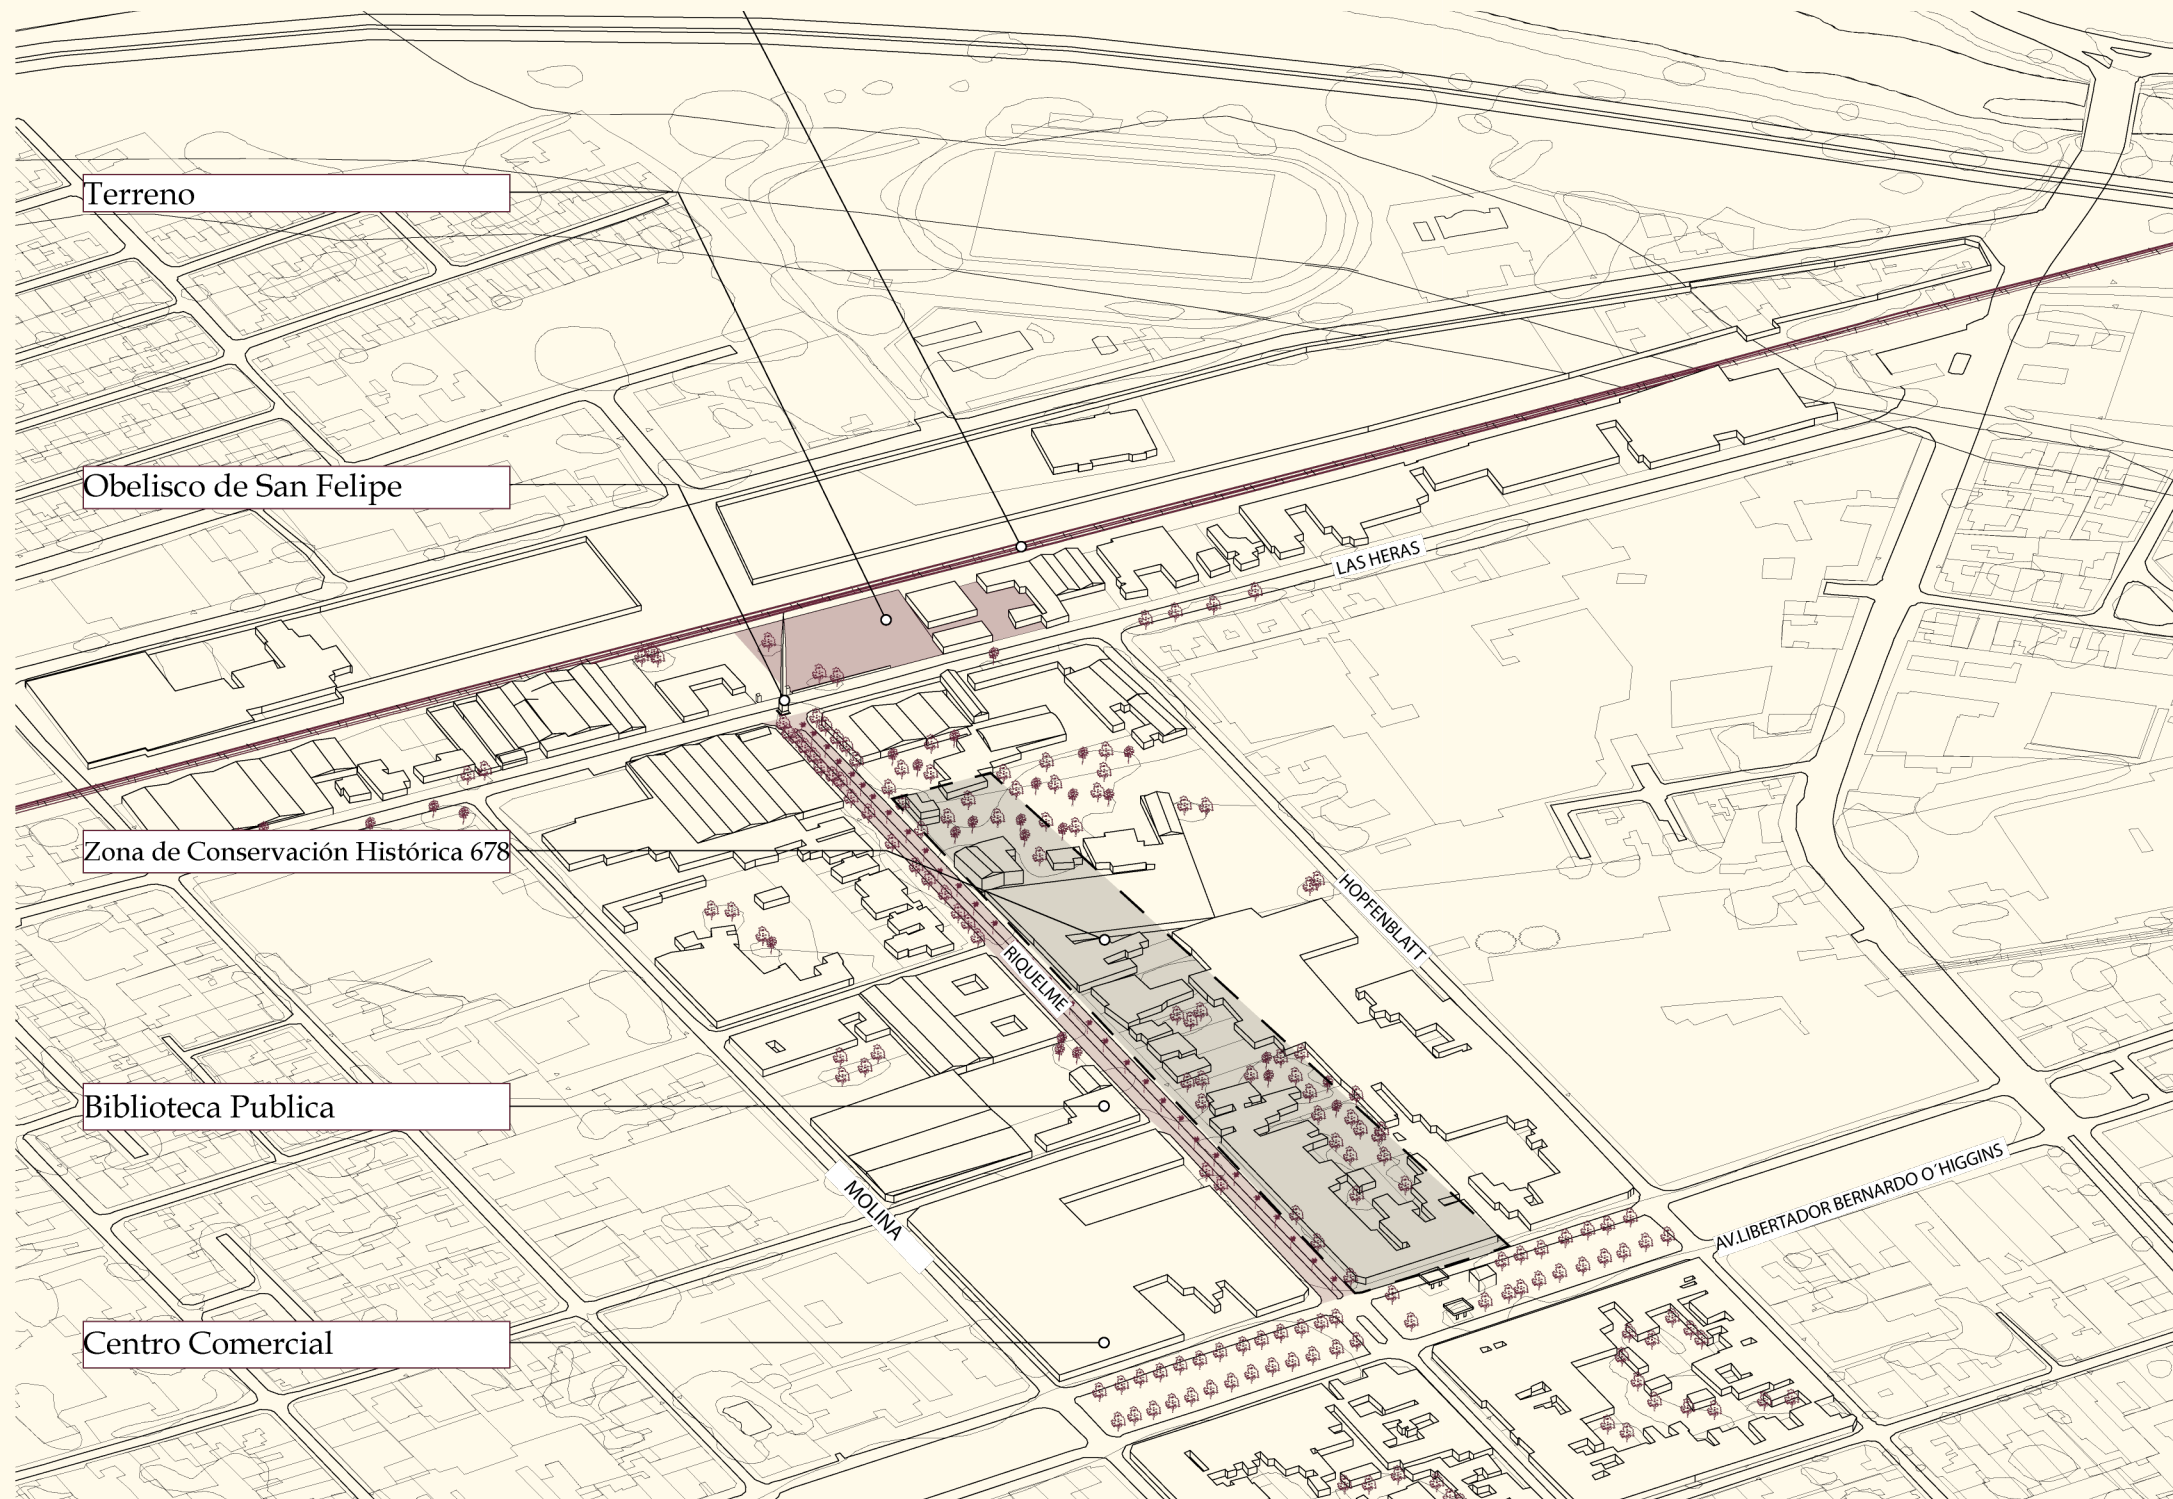 Terreno
Obelisco de San Felipe
LAS HERAS
Zona de Conservación Histórica 678
HOPFENBLATT
RIQUELME
Biblioteca Publica
MOLINA
AV.LIBERTADOR BERNARDO O´HIGGINS
Centro Comercial